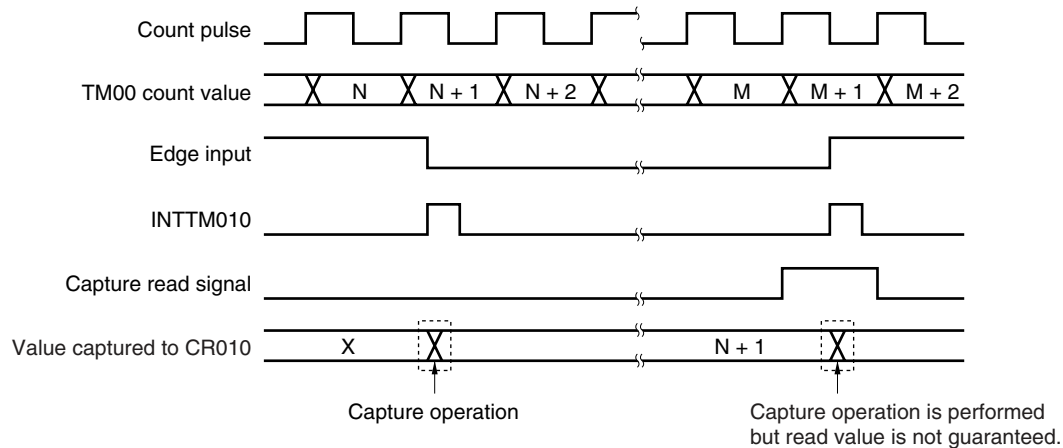 Count pulse
TM00 count value
N
N + 1
N + 2
M
M + 1
M + 2
Edge input
INTTM010
Capture read signal
Value captured to CR010
X
N + 1
Capture operation
Capture operation is performed
but read value is not guaranteed.